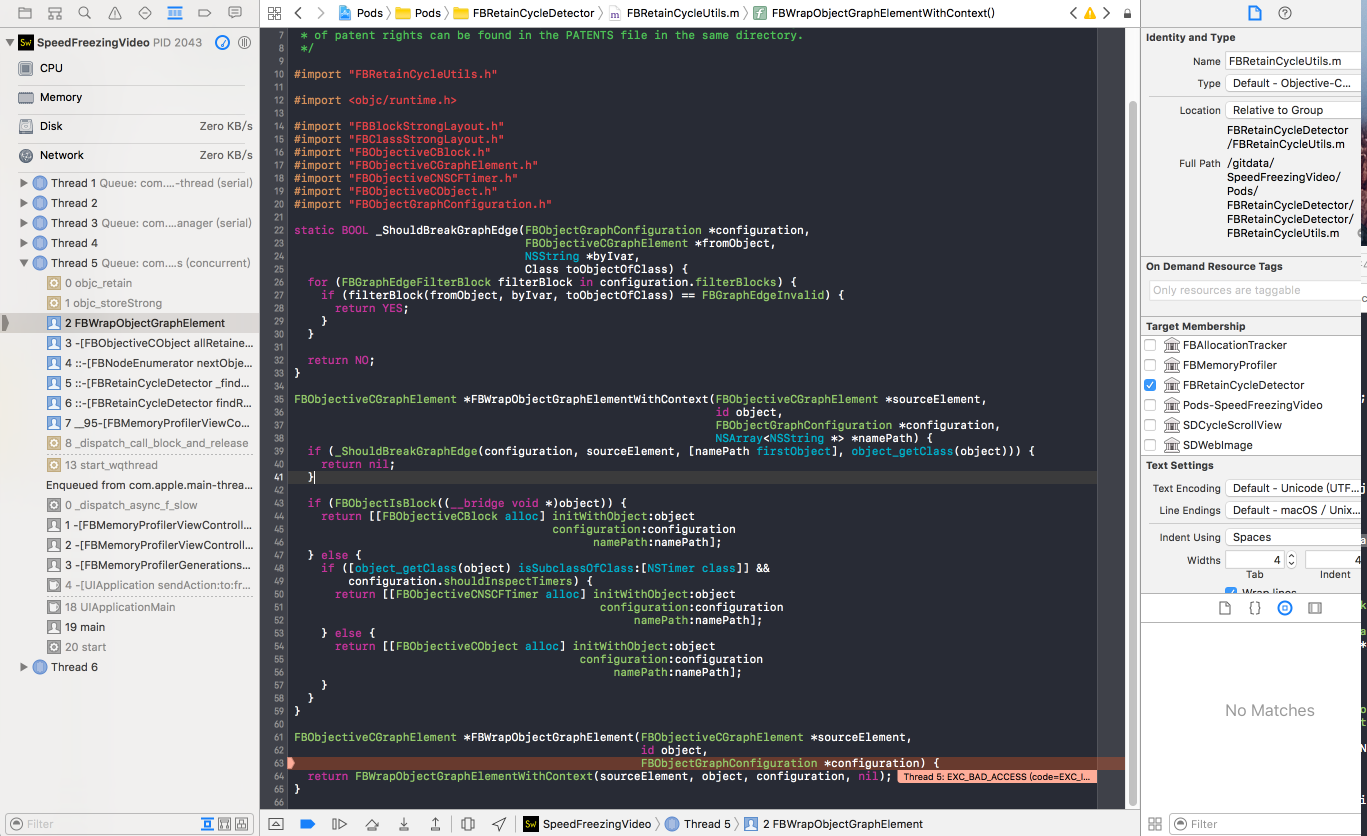 Pods
Pods
FBRetainCycleDetector
FBRetainCycleUtils.m
FBWrapObjectGraphElementWithContext()
SpeedFreezingVideo PID 2043
CPU
Memory
Disk Zero KB/s
Network Zero KB/s
Thread 1 Queue: com....-thread (serial)
Thread 2
Thread 3 Queue: com....anager (serial)
Thread 4
Thread 5 Queue: com....s (concurrent)
0 objc_retain
1 objc_storeStrong
2 FBWrapObjectGraphElement
3 -[FBObjectiveCObject allRetaine...
4 ::-[FBNodeEnumerator nextObje...
5 ::-[FBRetainCycleDetector _find...
6 ::-[FBRetainCycleDetector findR...
7 __95-[FBMemoryProfilerViewCo...
8 _dispatch_call_block_and_release
13 start_wqthread
Enqueued from com.apple.main-threa...
0 _dispatch_async_f_slow
1 -[FBMemoryProfilerViewControll...
2 -[FBMemoryProfilerViewControll...
3 -[FBMemoryProfilerGenerations...
4 -[UIApplication sendAction:to:fr...
18 UIApplicationMain
19 main
20 start
Thread 6
Filter
7 * of patent rights can be found in the PATENTS file in the same directory.
8 */
9
10 #import "FBRetainCycleUtils.h"
11
12 #import <objc/runtime.h>
13
14 #import "FBBlockStrongLayout.h"
15 #import "FBClassStrongLayout.h"
16 #import "FBObjectiveCBlock.h"
17 #import "FBObjectiveCGraphElement.h"
18 #import "FBObjectiveCNSCFTimer.h"
19 #import "FBObjectiveCObject.h"
20 #import "FBObjectGraphConfiguration.h"
21
22 static BOOL _ShouldBreakGraphEdge(FBObjectGraphConfiguration *configuration,
23 FBObjectiveCGraphElement *fromObject,
24 NSString *byIvar,
25 Class toObjectOfClass) {
26 for (FBGraphEdgeFilterBlock filterBlock in configuration.filterBlocks) {
27 if (filterBlock(fromObject, byIvar, toObjectOfClass) == FBGraphEdgeInvalid) {
28 return YES;
29 }
30 }
31
32 return NO;
33 }
34
35 FBObjectiveCGraphElement *FBWrapObjectGraphElementWithContext(FBObjectiveCGraphElement *sourceElement,
36 id object,
37 FBObjectGraphConfiguration *configuration,
38 NSArray<NSString *> *namePath) {
39 if (_ShouldBreakGraphEdge(configuration, sourceElement, [namePath firstObject], object_getClass(object))) {
40 return nil;
41 }
42
43 if (FBObjectIsBlock((__bridge void *)object)) {
44 return [[FBObjectiveCBlock alloc] initWithObject:object
45 configuration:configuration
46 namePath:namePath];
47 } else {
48 if ([object_getClass(object) isSubclassOfClass:[NSTimer class]] &&
49 configuration.shouldInspectTimers) {
50 return [[FBObjectiveCNSCFTimer alloc] initWithObject:object
51 configuration:configuration
52 namePath:namePath];
53 } else {
54 return [[FBObjectiveCObject alloc] initWithObject:object
55 configuration:configuration
56 namePath:namePath];
57 }
58 }
59 }
60
61 FBObjectiveCGraphElement *FBWrapObjectGraphElement(FBObjectiveCGraphElement *sourceElement,
62 id object,
63 FBObjectGraphConfiguration *configuration) {
64 return FBWrapObjectGraphElementWithContext(sourceElement, object, configuration, nil); Thread 5: EXC_BAD_ACCESS (code=EXC_I...
65 }
66
SpeedFreezingVideo Thread 5 2 FBWrapObjectGraphElement
Identity and Type
Name FBRetainCycleUtils.m
Type Default - Objective-C...
Location Relative to Group
FBRetainCycleDetector
/FBRetainCycleUtils.m
Full Path /gitdata/
SpeedFreezingVideo/
Pods/
FBRetainCycleDetector/
FBRetainCycleDetector/
FBRetainCycleUtils.m
On Demand Resource Tags
Only resources are taggable
Target Membership
FBAllocationTracker
FBMemoryProfiler
FBRetainCycleDetector
Pods-SpeedFreezingVideo
SDCycleScrollView
SDWebImage
Text Settings
Text Encoding Default - Unicode (UTF...
Line Endings Default - macOS / Unix...
Indent Using Spaces
Widths 4 4
Tab Indent
Wrap lines
No Matches
Filter